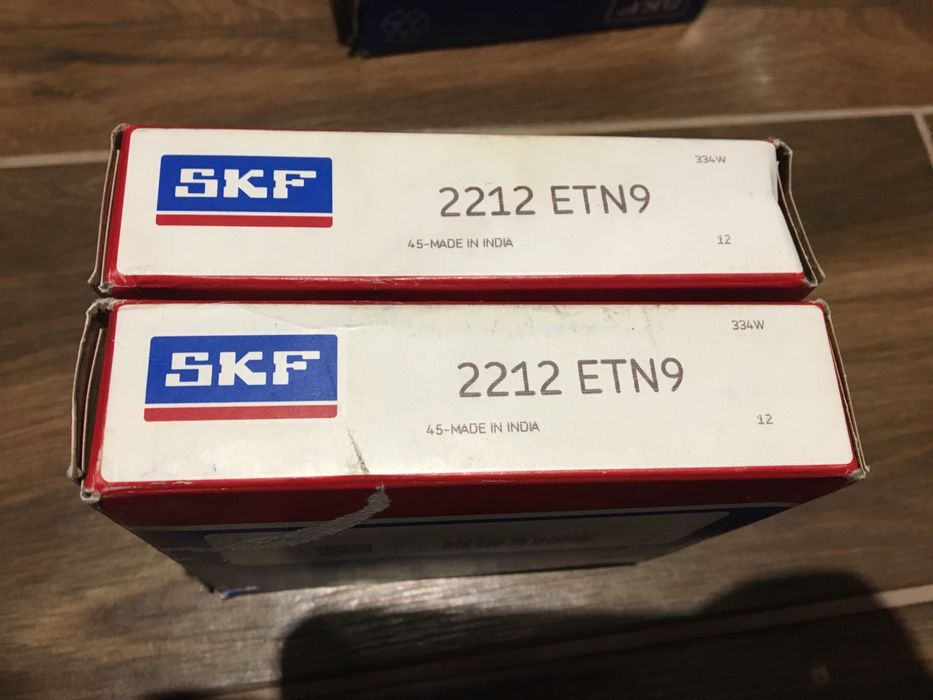 SKF
334W
2212 ETN9
45-MADE IN INDIA
12
SKF
334W
2212 ETN9
45-MADE IN INDIA
12